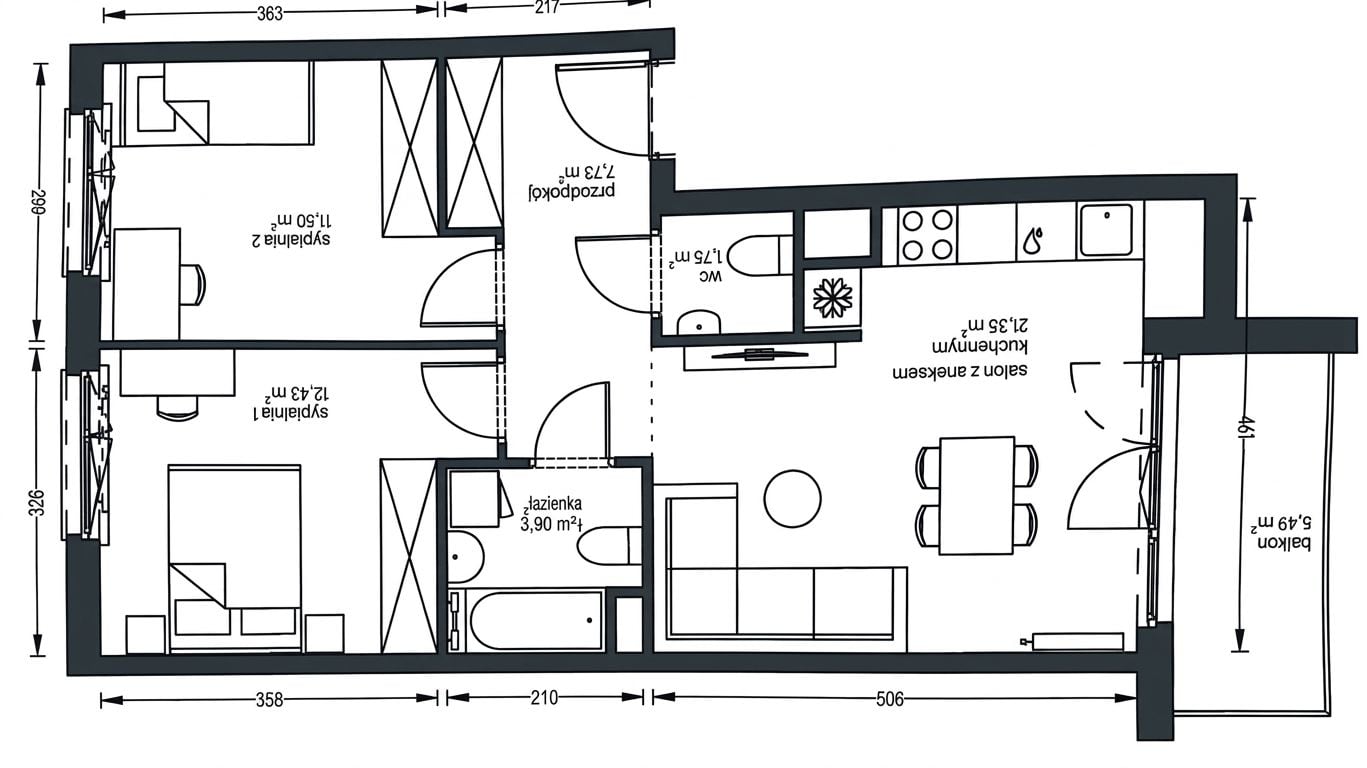 363
217
299
326
sypialnia 2
11,50 m²
przodpokój
7,73 m²
wc
1,75 m²
salon z aneksem
kuchennym
21,35 m²
sypialnia 1
12,43 m²
łazienka
3,90 m²
461
balkon
5,49 m²
358
210
506